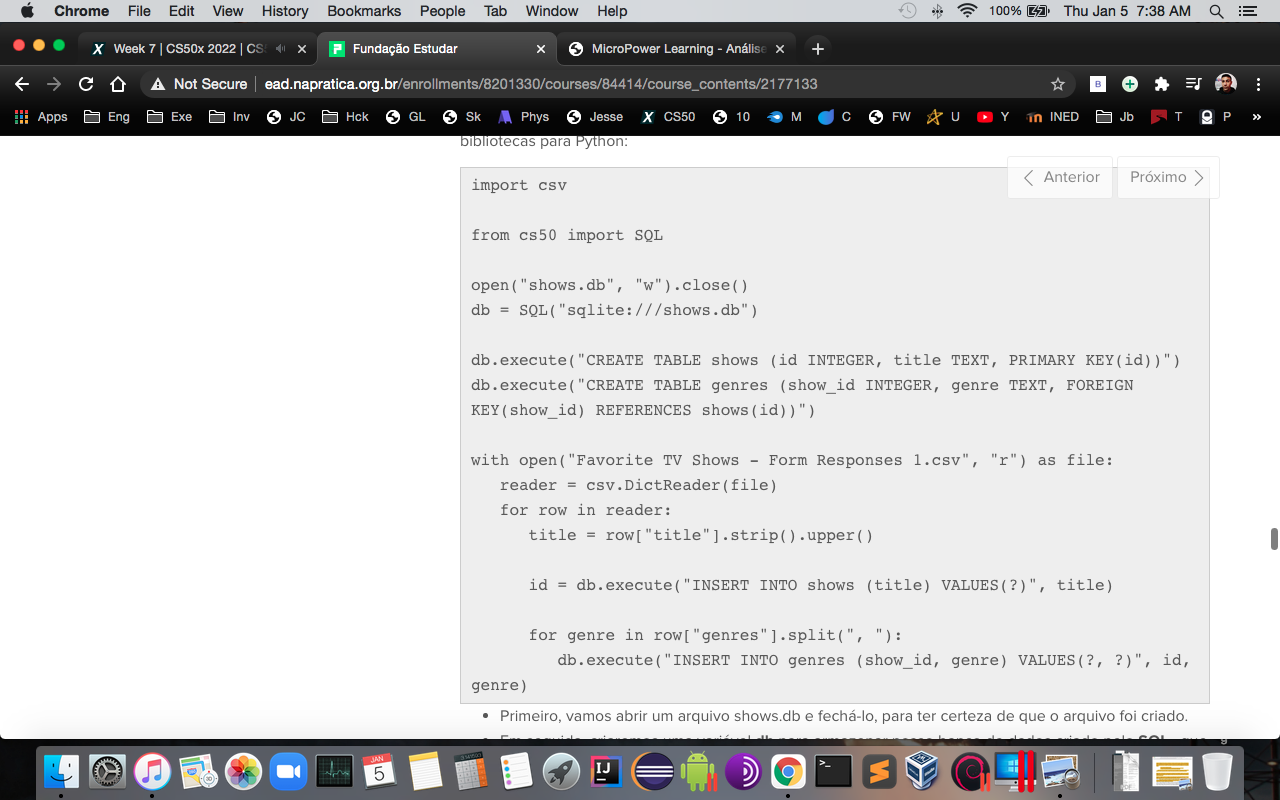 Chrome File Edit View History Bookmarks People Tab Window Help 100% Thu Jan 5 7:38 AM
Week 7 | CS50x 2022 | CS Fundação Estudar MicroPower Learning - Análise
Not Secure ead.napratica.org.br/enrollments/8201330/courses/84414/course_contents/2177133
Apps Eng Exe Inv JC Hck GL Sk Phys Jesse CS50 10 M C FW U Y INED Jb T P »
bibliotecas para Python:
Anterior Próximo
import csv
from cs50 import SQL
open("shows.db", "w").close()
db = SQL("sqlite:///shows.db")
db.execute("CREATE TABLE shows (id INTEGER, title TEXT, PRIMARY KEY(id))")
db.execute("CREATE TABLE genres (show_id INTEGER, genre TEXT, FOREIGN
KEY(show_id) REFERENCES shows(id))")
with open("Favorite TV Shows - Form Responses 1.csv", "r") as file:
reader = csv.DictReader(file)
for row in reader:
title = row["title"].strip().upper()
id = db.execute("INSERT INTO shows (title) VALUES(?)", title)
for genre in row["genres"].split(", "):
db.execute("INSERT INTO genres (show_id, genre) VALUES(?, ?)", id,
genre)
• Primeiro, vamos abrir um arquivo shows.db e fechá-lo, para ter certeza de que o arquivo foi criado.
JAN
5
IJ